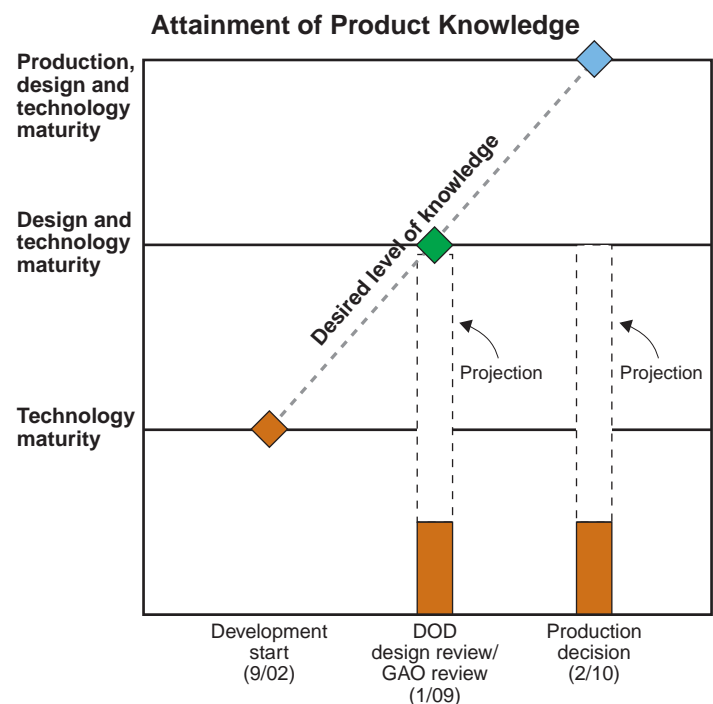 Attainment of Product Knowledge
Production,
design and
technology
maturity
Design and
technology
maturity
Technology
maturity
Desired level of knowledge
Projection
Projection
Development
start
(9/02)
DOD
design review/
GAO review
(1/09)
Production
decision
(2/10)